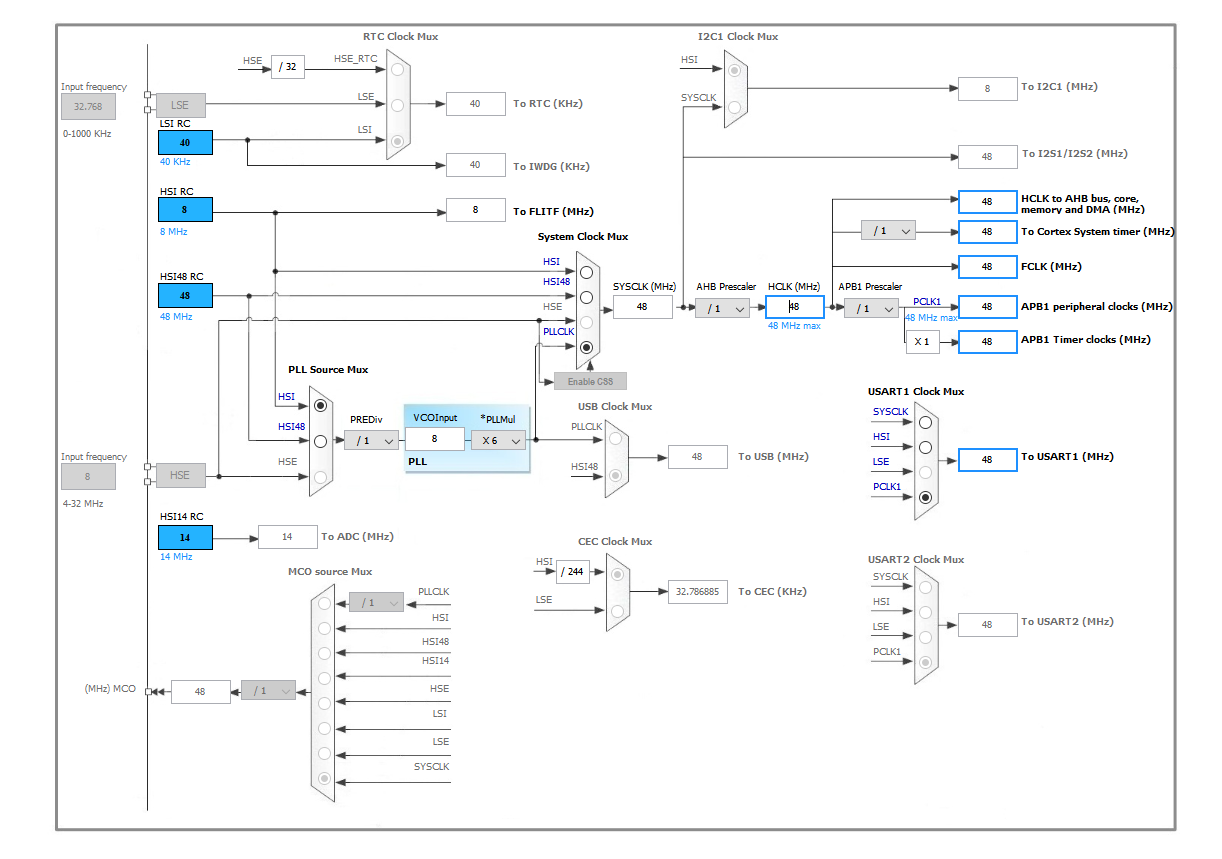 RTC Clock Mux
I2C1 Clock Mux
HSE
/ 32
HSE_RTC
HSI
Input frequency
32.768
0-1000 KHz
LSE
LSE
40
To RTC (KHz)
SYSCLK
8
To I2C1 (MHz)
LSI RC
40
40 KHz
LSI
40
To IWDG (KHz)
48
To I2S1/I2S2 (MHz)
HSI RC
8
8 MHz
8
To FLITF (MHz)
48
HCLK to AHB bus, core,
memory and DMA (MHz)
/ 1
48
To Cortex System timer (MHz)
System Clock Mux
HSI
HSI48
HSE
PLLCLK
Enable CSS
48
FCLK (MHz)
HSI48 RC
48
48 MHz
SYSCLK (MHz)
48
AHB Prescaler
/ 1
HCLK (MHz)
48
48 MHz max
APB1 Prescaler
/ 1
PCLK1
48 MHz max
48
APB1 peripheral clocks (MHz)
X 1
48
APB1 Timer clocks (MHz)
PLL Source Mux
HSI
HSI48
HSE
PREDiv
/ 1
VCOInput
8
*PLLMul
X 6
PLL
USB Clock Mux
PLLCLK
HSI48
48
To USB (MHz)
USART1 Clock Mux
SYSCLK
HSI
LSE
PCLK1
48
To USART1 (MHz)
Input frequency
8
4-32 MHz
HSE
HSI14 RC
14
14 MHz
14
To ADC (MHz)
CEC Clock Mux
HSI
/ 244
LSE
32.786885
To CEC (KHz)
USART2 Clock Mux
SYSCLK
HSI
LSE
PCLK1
48
To USART2 (MHz)
MCO source Mux
/ 1
PLLCLK
HSI
HSI48
HSI14
HSE
LSI
LSE
SYSCLK
(MHz) MCO
48
/ 1